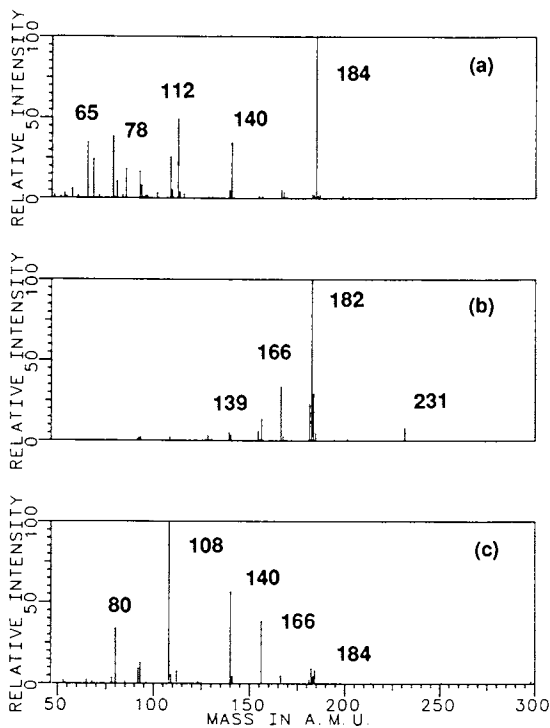 RELATIVE INTENSITY
100
50
0
65
78
112
140
184
(a)
RELATIVE INTENSITY
100
50
0
139
166
182
231
(b)
RELATIVE INTENSITY
100
50
0
80
108
140
166
184
(c)
50 100 150 200 250 300
MASS IN A.M.U.